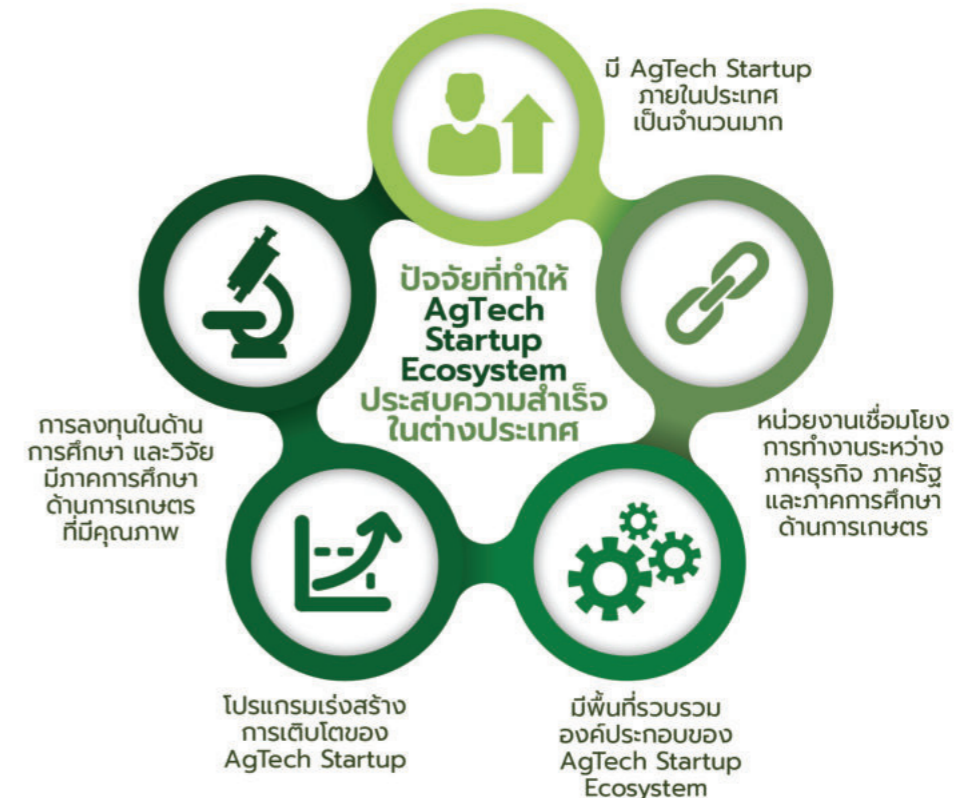 ปัจจัยที่ทำให้
AgTech
Startup
Ecosystem
ประสบความสำเร็จ
ในต่างประเทศ
มี AgTech Startup
ภายในประเทศ
เป็นจำนวนมาก
หน่วยงานเชื่อมโยง
การทำงานระหว่าง
ภาคธุรกิจ ภาครัฐ
และภาคการศึกษา
ด้านการเกษตร
มีพื้นที่รวบรวม
องค์ประกอบของ
AgTech Startup
Ecosystem
โปรแกรมเร่งสร้าง
การเติบโตของ
AgTech Startup
การลงทุนในด้าน
การศึกษา และวิจัย
มีภาคการศึกษา
ด้านการเกษตร
ที่มีคุณภาพ